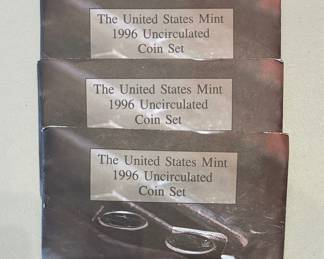 The United States Mint
1996 Uncirculated
Coin Set
The United States Mint
1996 Uncirculated
Coin Set
The United States Mint
1996 Uncirculated
Coin Set